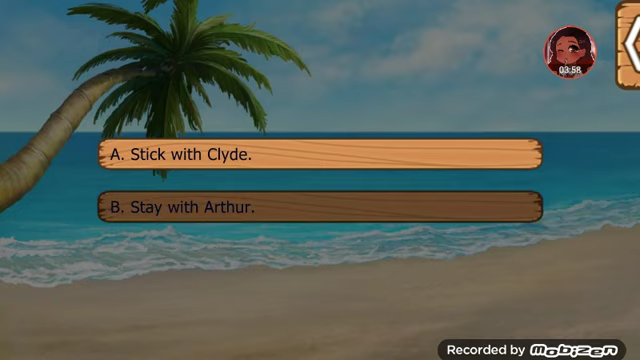 03:58
A. Stick with Clyde.
B. Stay with Arthur.
Recorded by mobizen